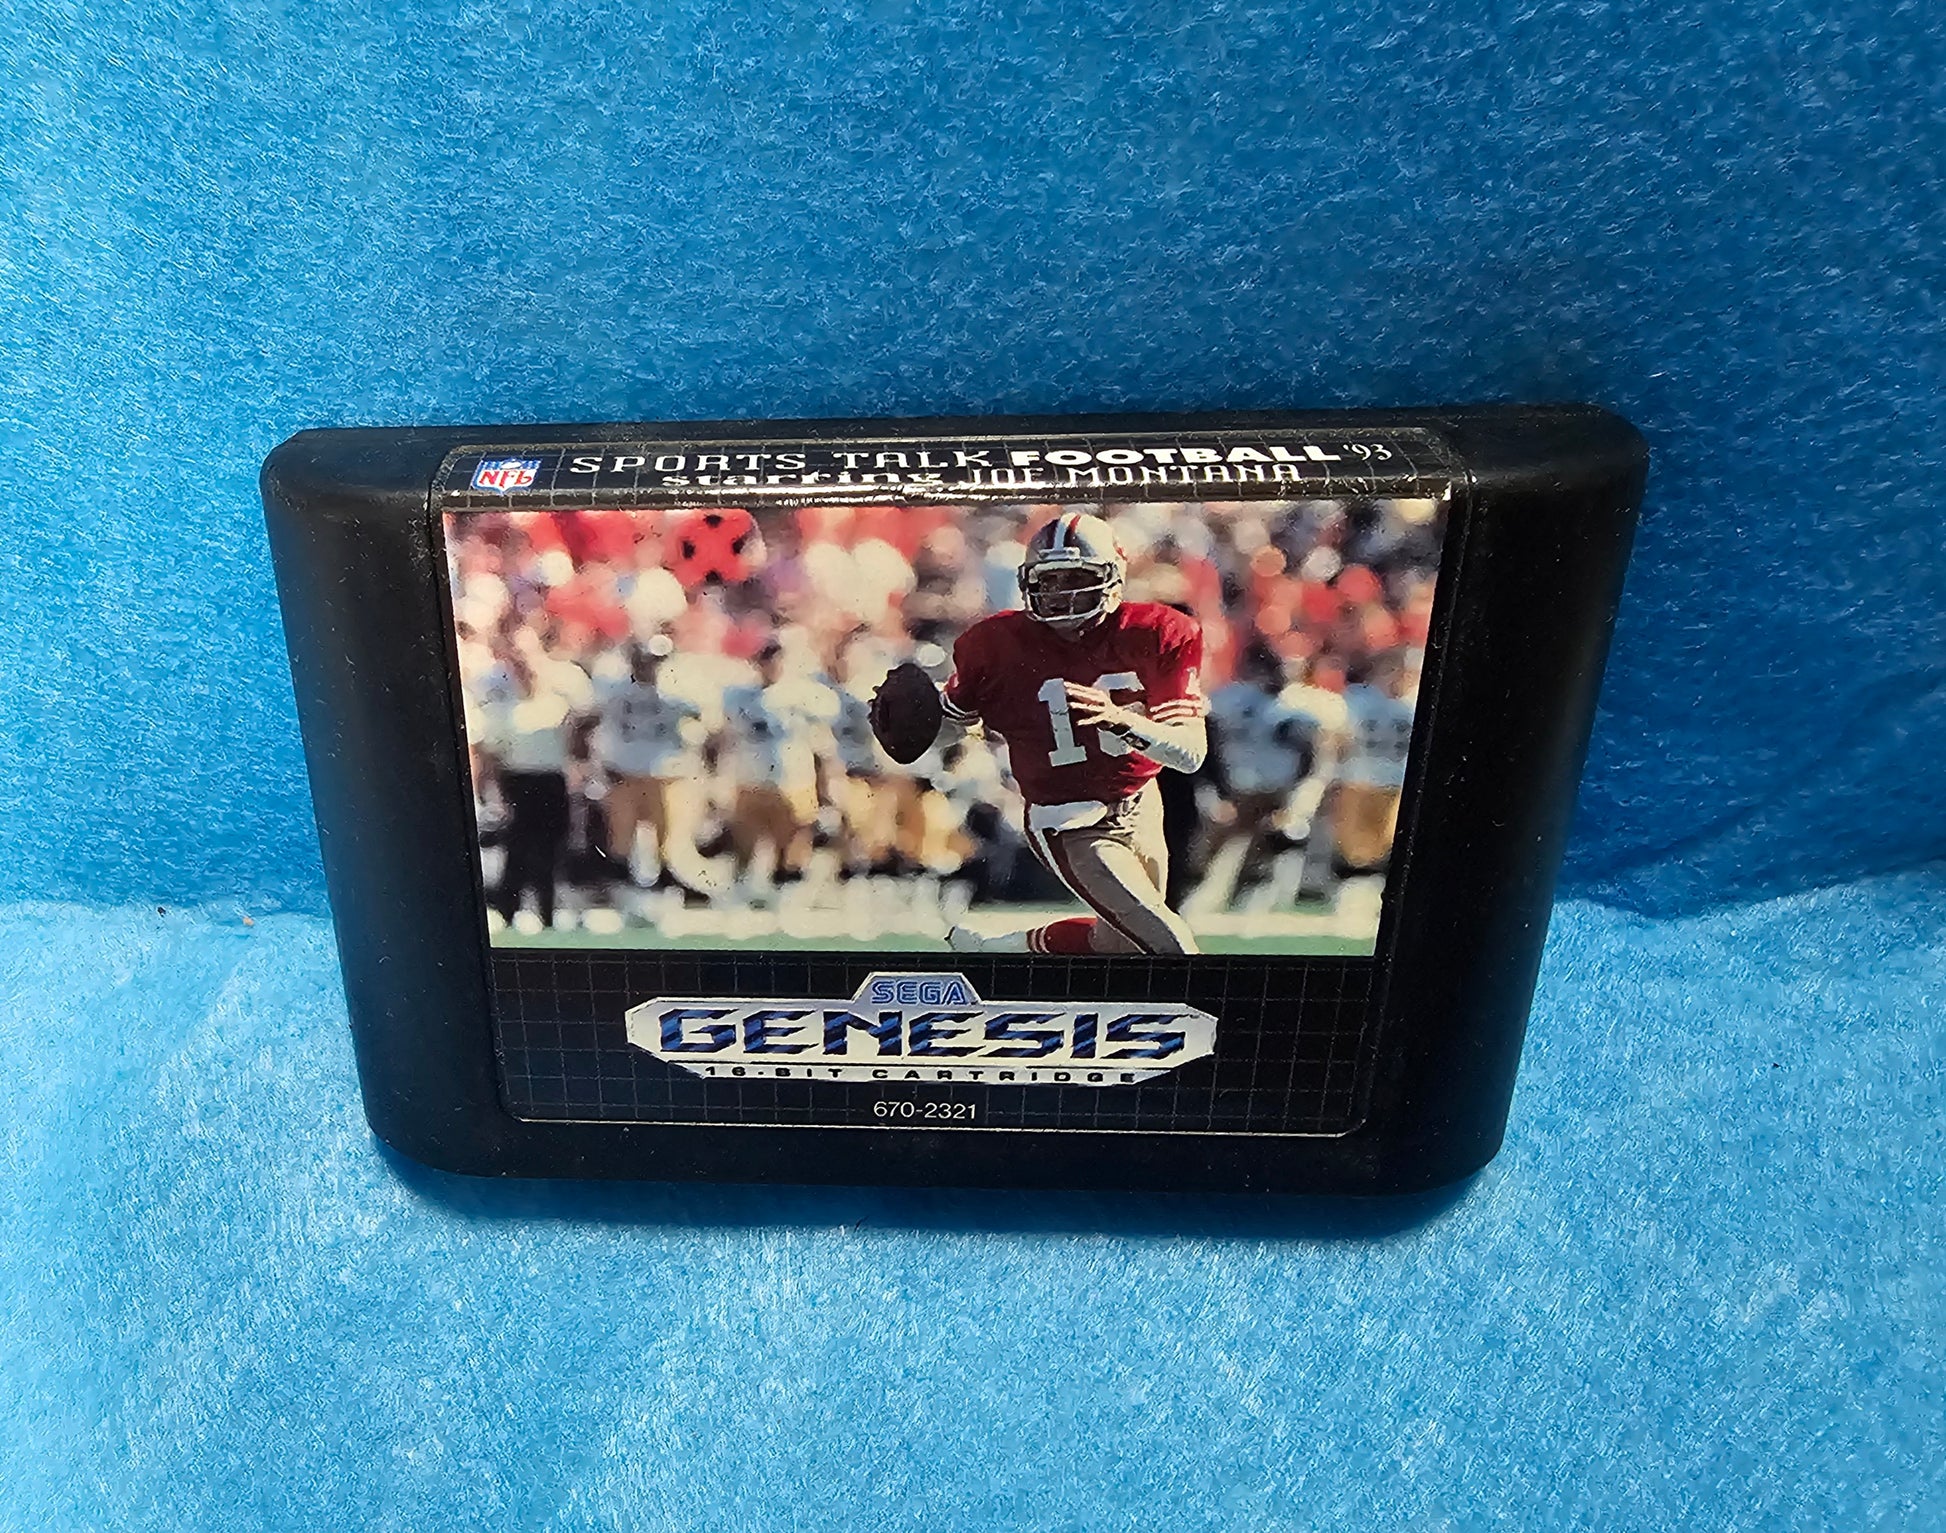 NFL
SPORTS TALK FOOTBALL '93
starring JOE MONTANA
16
SEGA
GENESIS
16-BIT CARTRIDGE
670-2321